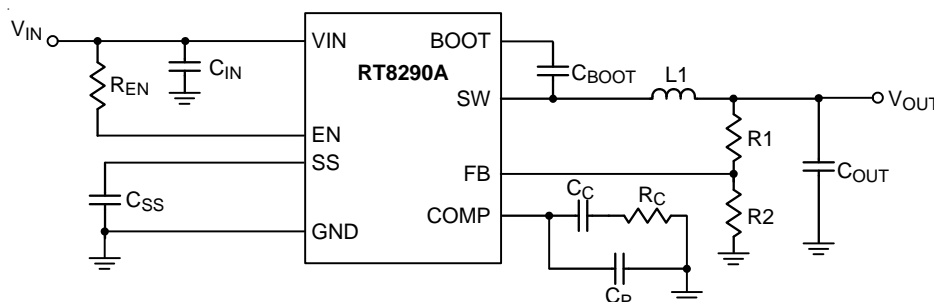 VIN
VIN
BOOT
CIN
RT8290A
CBOOT
L1
REN
SW
VOUT
EN
R1
SS
FB
COUT
CSS
CC
RC
R2
COMP
GND
CP